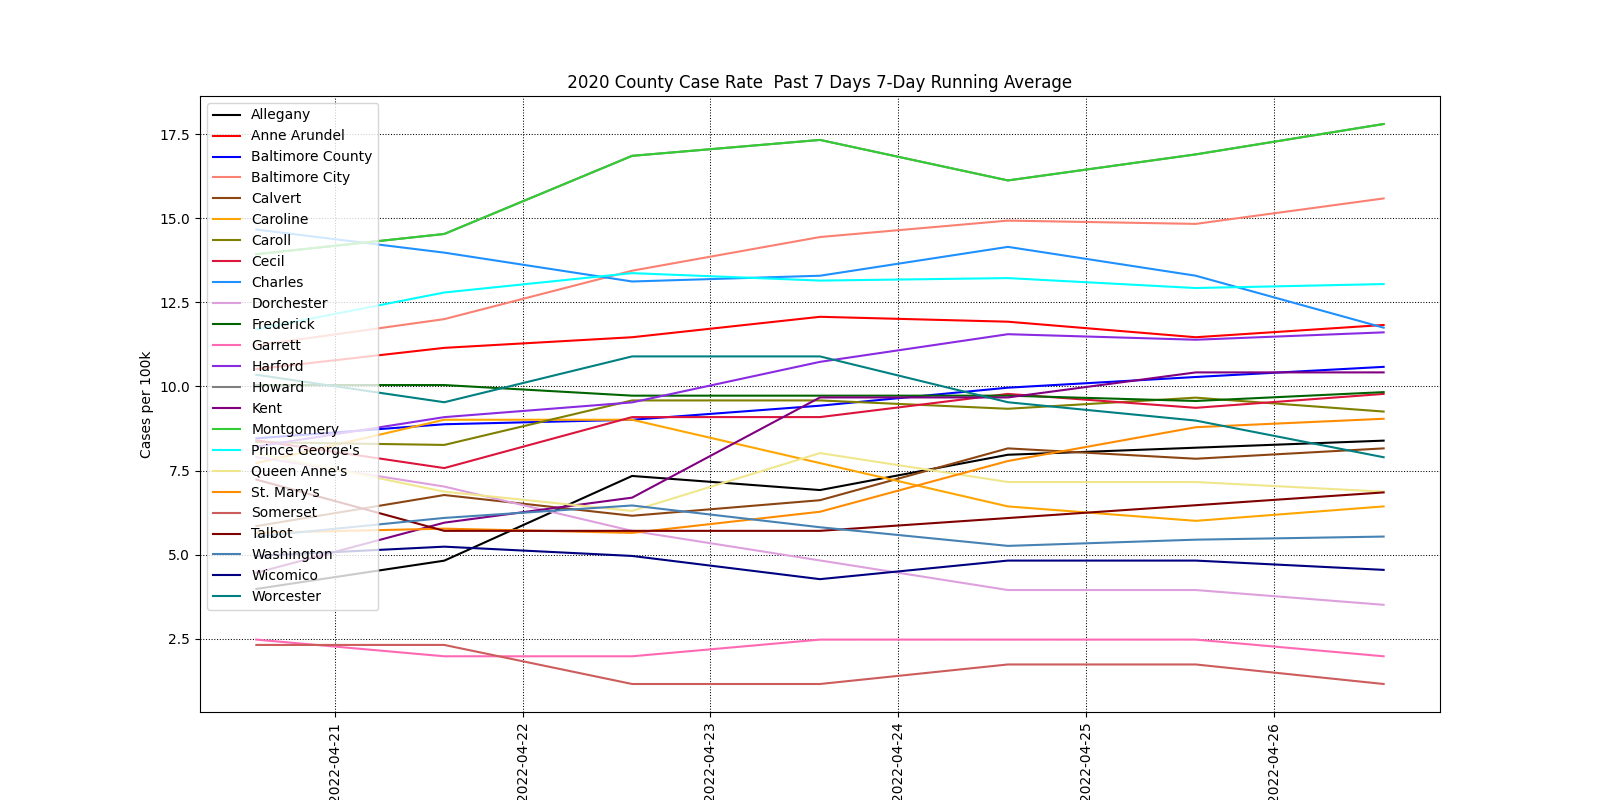 2020 County Case Rate  Past 7 Days 7-Day Running Average
Cases per 100k
17.5
15.0
12.5
10.0
7.5
5.0
2.5
Allegany
Anne Arundel
Baltimore County
Baltimore City
Calvert
Caroline
Caroll
Cecil
Charles
Dorchester
Frederick
Garrett
Harford
Howard
Kent
Montgomery
Prince George's
Queen Anne's
St. Mary's
Somerset
Talbot
Washington
Wicomico
Worcester
2022-04-21
2022-04-22
2022-04-23
2022-04-24
2022-04-25
2022-04-26